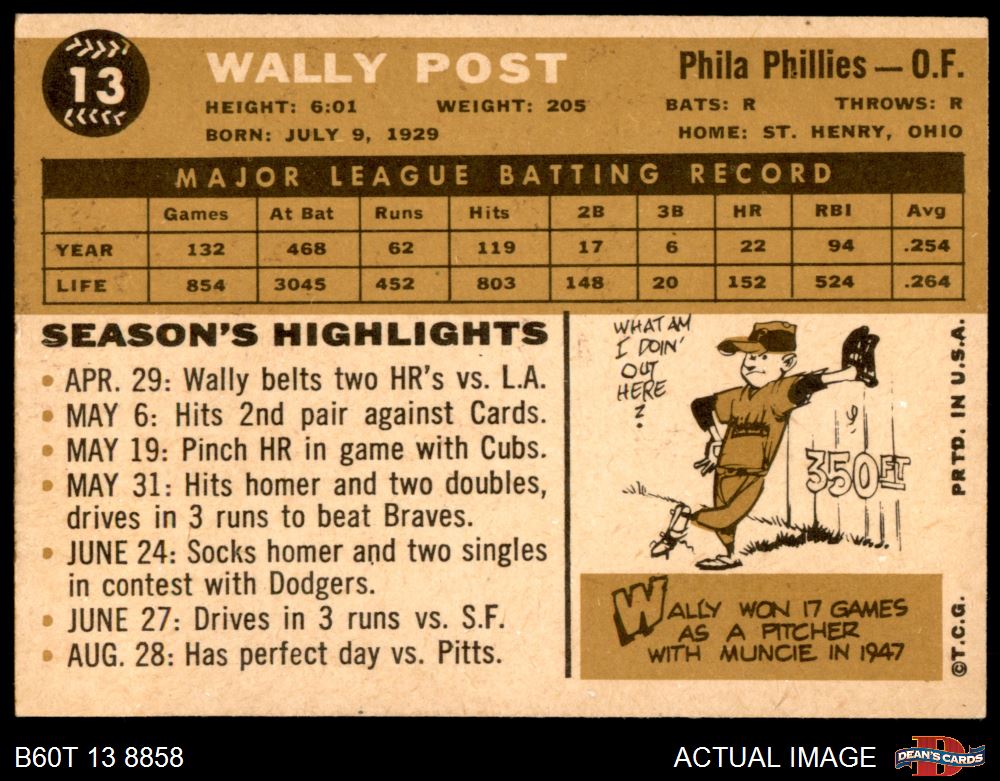 13
WALLY POST
Phila Phillies — O.F.
HEIGHT: 6:01 WEIGHT: 205 BATS: R THROWS: R
BORN: JULY 9, 1929 HOME: ST. HENRY, OHIO
MAJOR LEAGUE BATTING RECORD
Games At Bat Runs Hits 2B 3B HR RBI Avg
YEAR 132 468 62 119 17 6 22 94 .254
LIFE 854 3045 452 803 148 20 152 524 .264
SEASON'S HIGHLIGHTS
• APR. 29: Wally belts two HR's vs. L.A.
• MAY 6: Hits 2nd pair against Cards.
• MAY 19: Pinch HR in game with Cubs.
• MAY 31: Hits homer and two doubles,
drives in 3 runs to beat Braves.
• JUNE 24: Socks homer and two singles
in contest with Dodgers.
• JUNE 27: Drives in 3 runs vs. S.F.
• AUG. 28: Has perfect day vs. Pitts.
WHAT AM
I DOIN'
OUT
HERE
?
350 FT
WALLY WON 17 GAMES
AS A PITCHER
WITH MUNCIE IN 1947
PRTD. IN U.S.A.
©T.C.G.
B60T 13 8858
ACTUAL IMAGE
DEAN'S CARDS